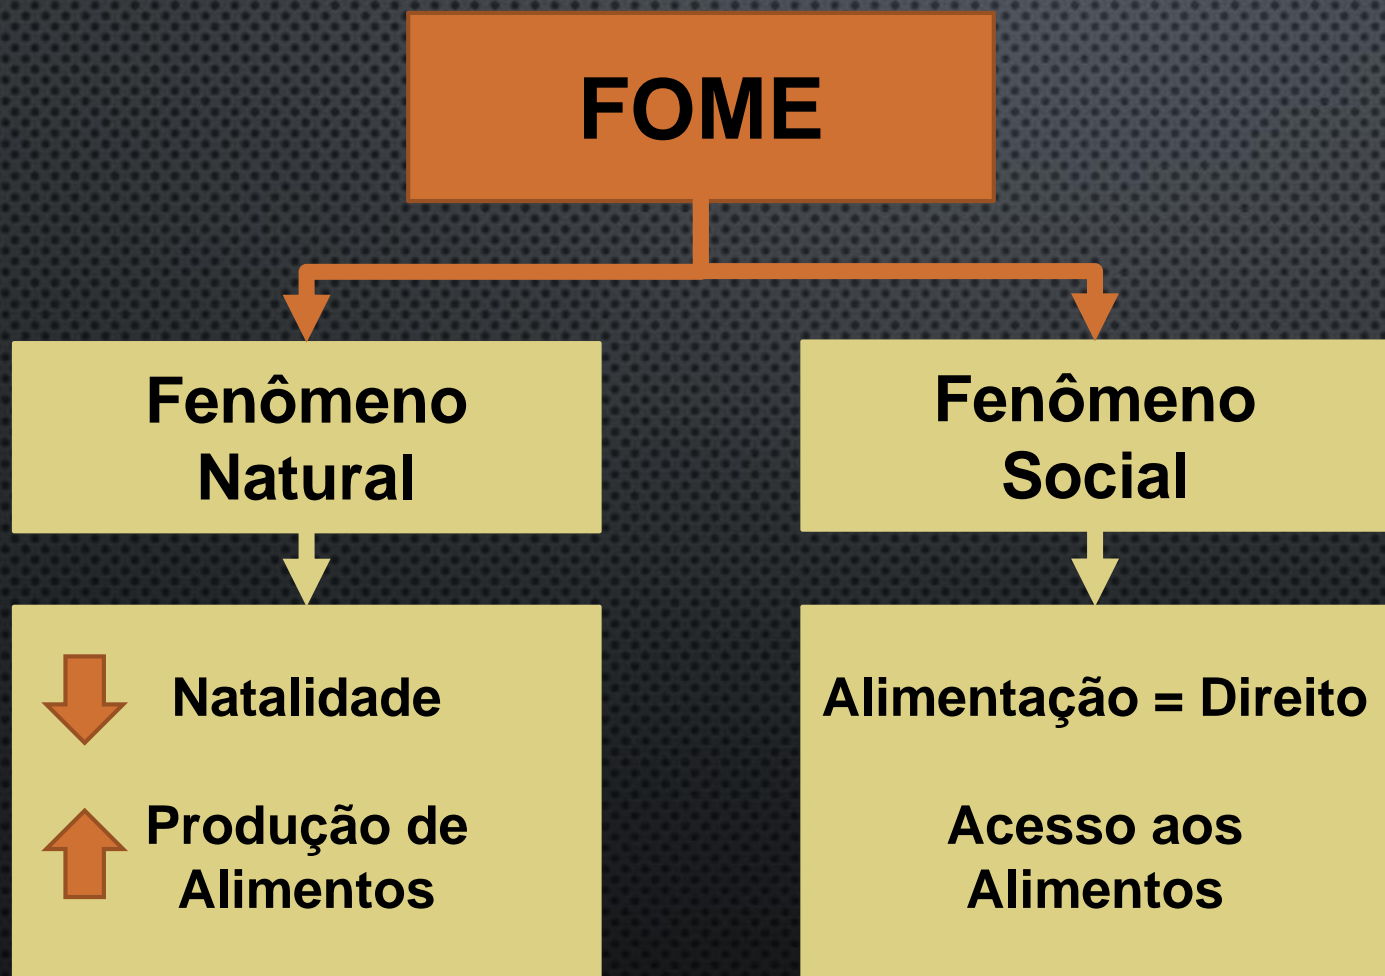 FOME
Fenômeno
Natural
Fenômeno
Social
Natalidade
Produção de
Alimentos
Alimentação = Direito
Acesso aos
Alimentos